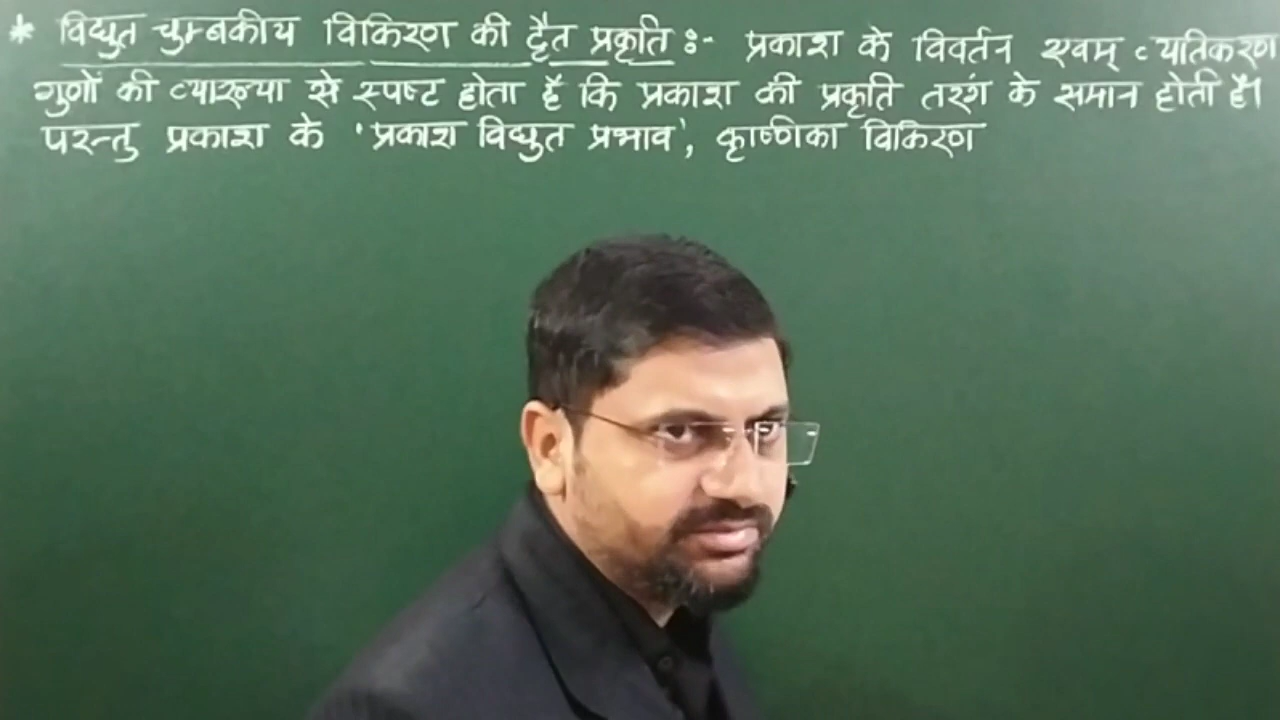 * विद्युत चुम्बकीय विकिरण की द्वैत प्रकृति :- प्रकाश के विवर्तन एवम् व्यतिकरण
गुणों की व्याख्या से स्पष्ट होता है कि प्रकाश की प्रकृति तरंग के समान होती है।
परन्तु प्रकाश के 'प्रकाश विद्युत प्रभाव', कृष्णिका विकिरण